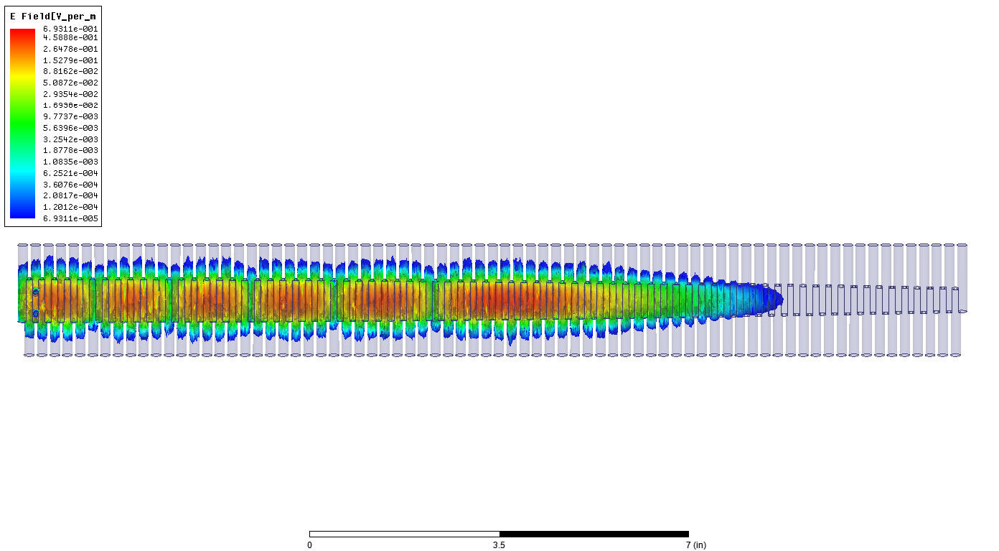 E Field[V_per_m
6.9311e-001
4.5888e-001
2.6478e-001
1.5279e-001
8.8162e-002
5.0872e-002
2.9354e-002
1.6938e-002
9.7737e-003
5.6396e-003
3.2542e-003
1.8778e-003
1.0835e-003
6.2521e-004
3.6076e-004
2.0817e-004
1.2012e-004
6.9311e-005
0 3.5 7 (in)